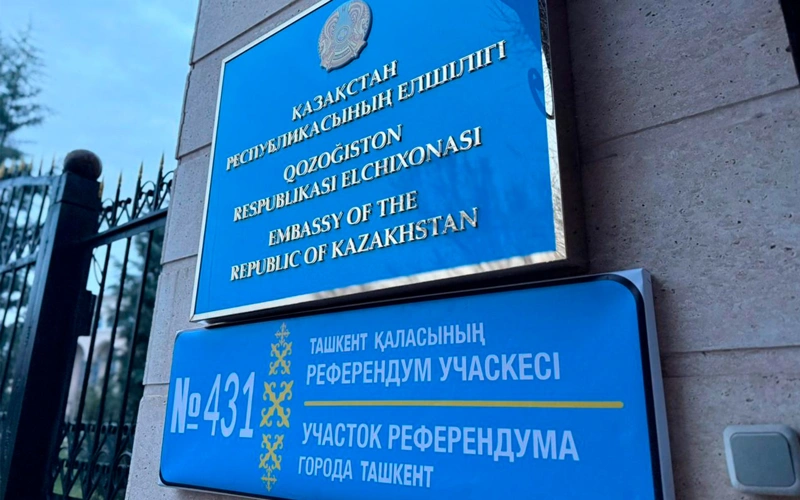 ҚАЗАҚСТАН
РЕСПУБЛИКАСЫНЫҢ ЕЛШІЛІГІ
QOZOĞISTON
RESPUBLIKASI ELCHIXONASI
EMBASSY OF THE
REPUBLIC OF KAZAKHSTAN
№431
ТАШКЕНТ ҚАЛАСЫНЫҢ
РЕФЕРЕНДУМ УЧАСКЕСІ
УЧАСТОК РЕФЕРЕНДУМА
ГОРОДА ТАШКЕНТ